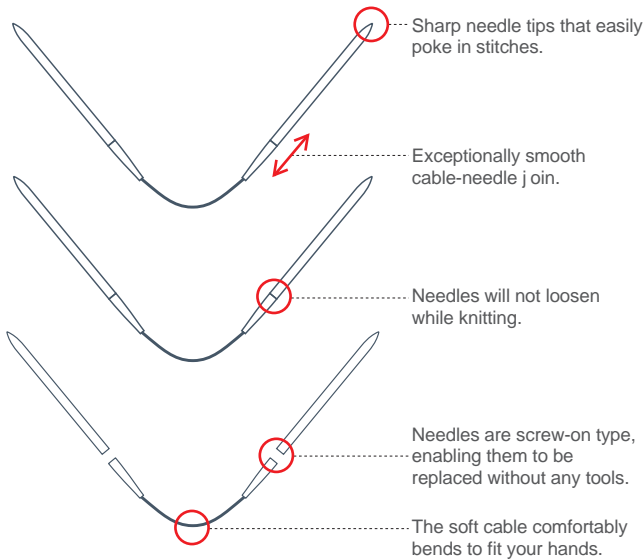 Sharp needle tips that easily
poke in stitches.
Exceptionally smooth
cable-needle join.
Needles will not loosen
while knitting.
Needles are screw-on type,
enabling them to be
replaced without any tools.
The soft cable comfortably
bends to fit your hands.